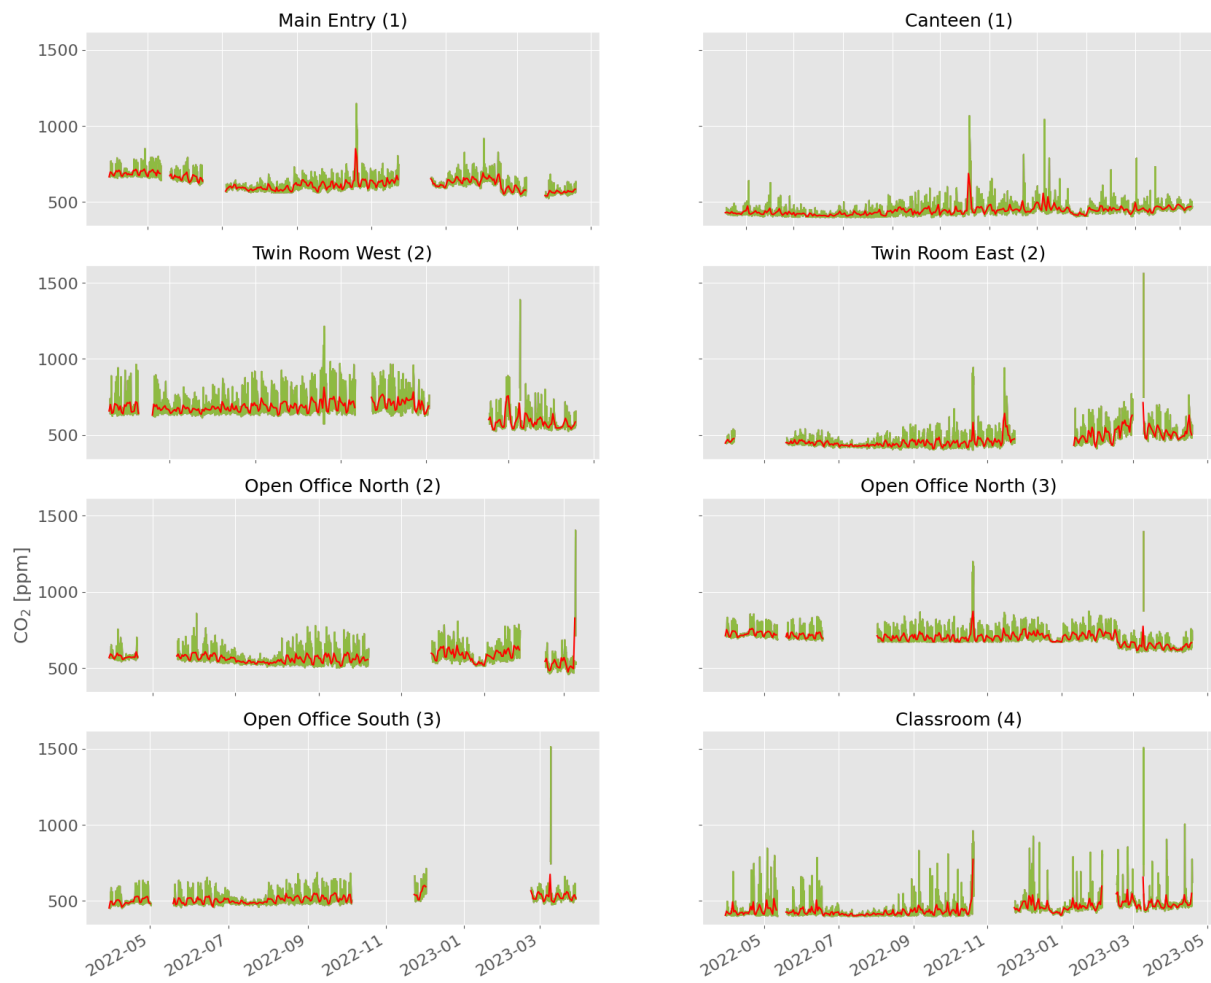 Main Entry (1)
Canteen (1)
1500
1000
500
Twin Room West (2)
Twin Room East (2)
1500
1000
500
Open Office North (2)
Open Office North (3)
1500
1000
500
CO₂ [ppm]
Open Office South (3)
Classroom (4)
1500
1000
500
2022-05
2022-07
2022-09
2022-11
2023-01
2023-03
2022-05
2022-07
2022-09
2022-11
2023-01
2023-03
2023-05